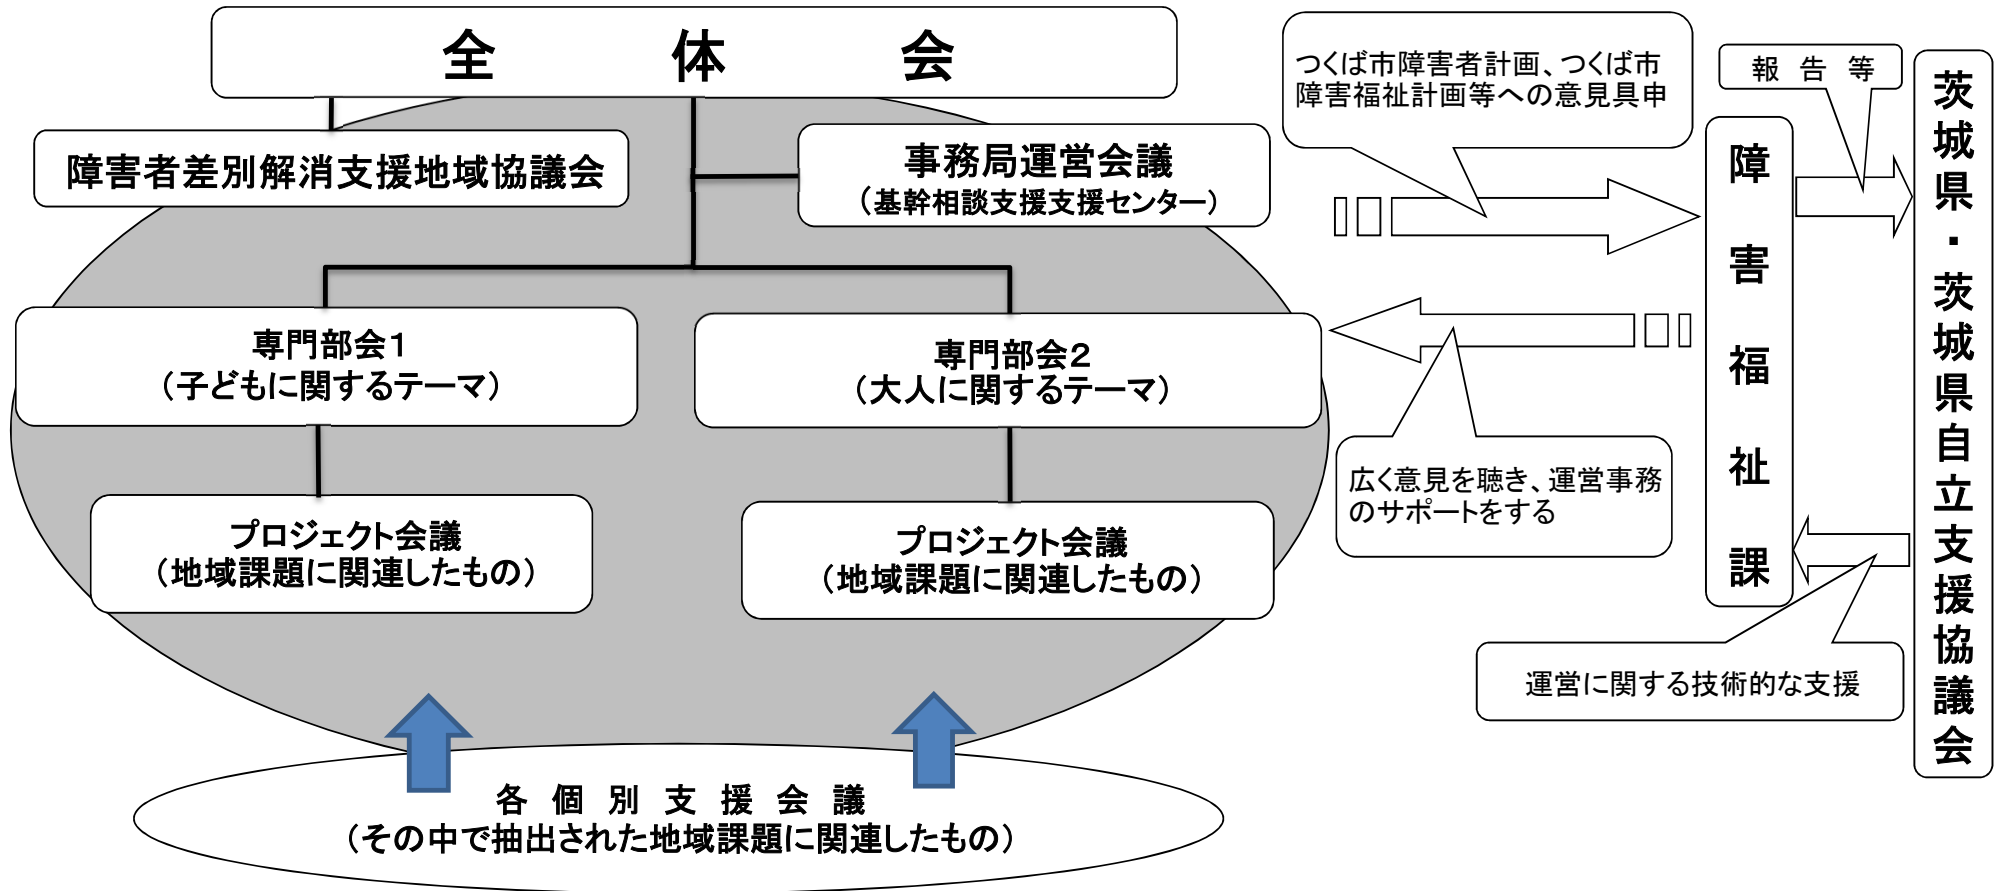 全 体 会
障害者差別解消支援地域協議会
事務局運営会議
（基幹相談支援支援センター）
専門部会１
（子どもに関するテーマ）
専門部会２
（大人に関するテーマ）
プロジェクト会議
（地域課題に関連したもの）
プロジェクト会議
（地域課題に関連したもの）
各 個 別 支 援 会 議
（その中で抽出された地域課題に関連したもの）
つくば市障害者計画、つくば市
障害福祉計画等への意見具申
広く意見を聴き、運営事務
のサポートをする
障害福祉課
報 告 等
運営に関する技術的な支援
茨城県・茨城県自立支援協議会